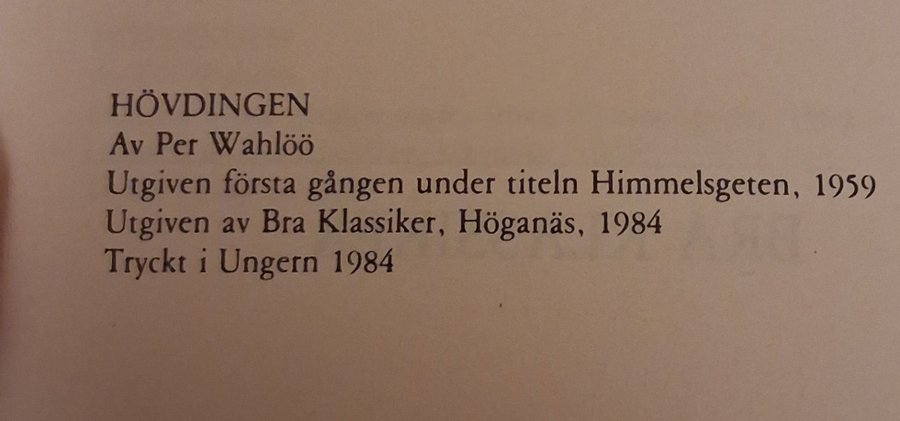 HÖVDINGEN
Av Per Wahlöö
Utgiven första gången under titeln Himmelsgeten, 1959
Utgiven av Bra Klassiker, Höganäs, 1984
Tryckt i Ungern 1984